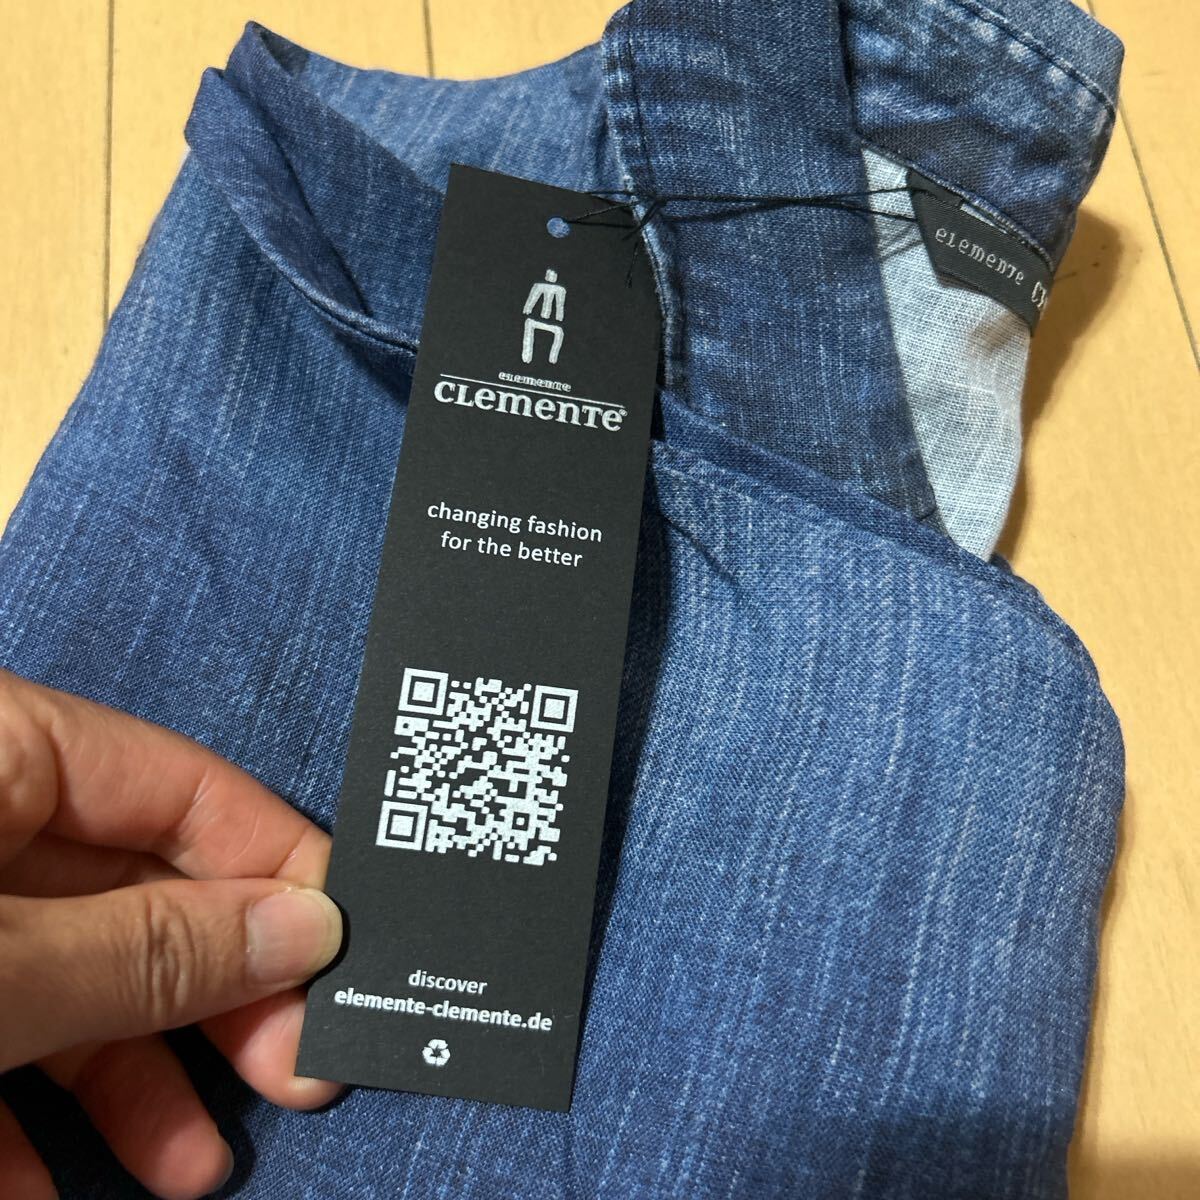 elemente
CLEMENTE®
changing fashion
for the better
discover
elemente-clemente.de
elemente